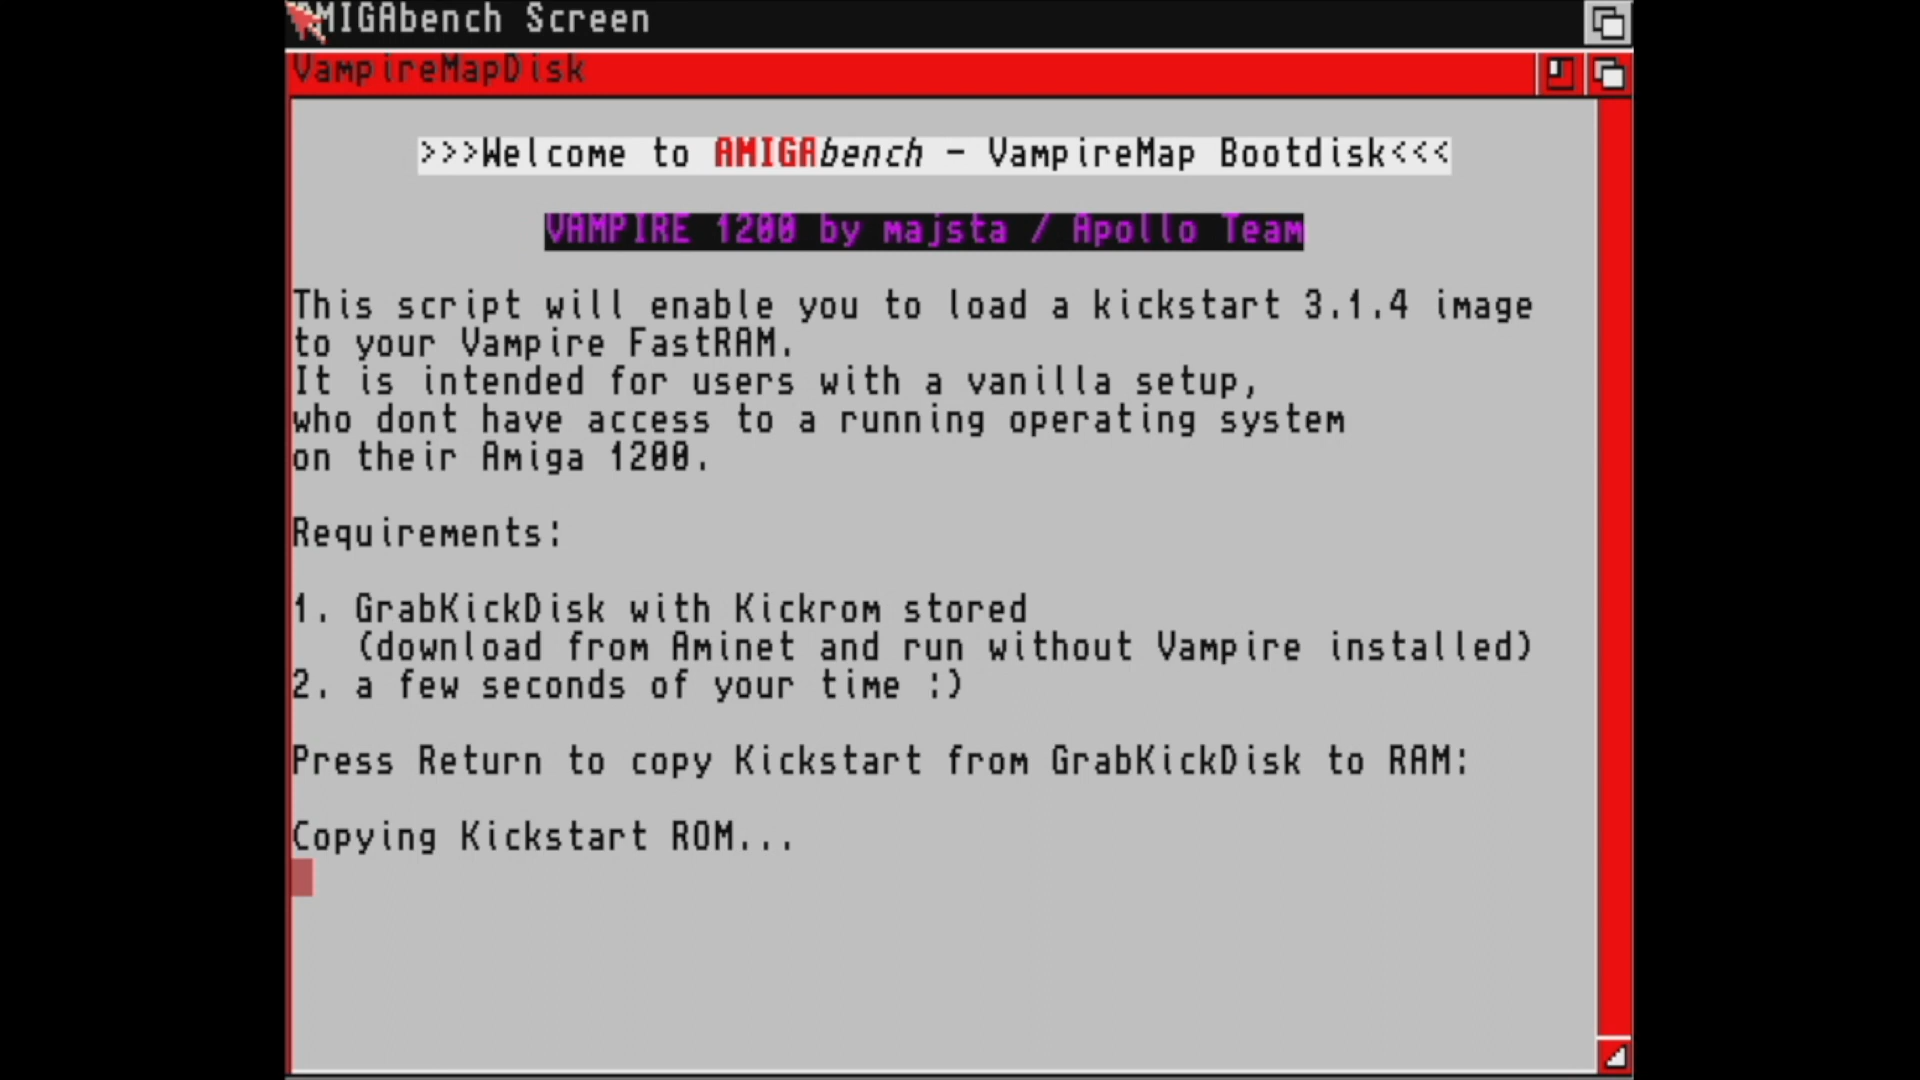 AMIGAbench Screen
VampireMapDisk
>>>Welcome to AMIGAbench - VampireMap Bootdisk<<<
VAMPIRE 1200 by majsta / Apollo Team
This script will enable you to load a kickstart 3.1.4 image
to your Vampire FastRAM.
It is intended for users with a vanilla setup,
who dont have access to a running operating system
on their Amiga 1200.
Requirements:
1. GrabKickDisk with Kickrom stored
(download from Aminet and run without Vampire installed)
2. a few seconds of your time :)
Press Return to copy Kickstart from GrabKickDisk to RAM:
Copying Kickstart ROM...